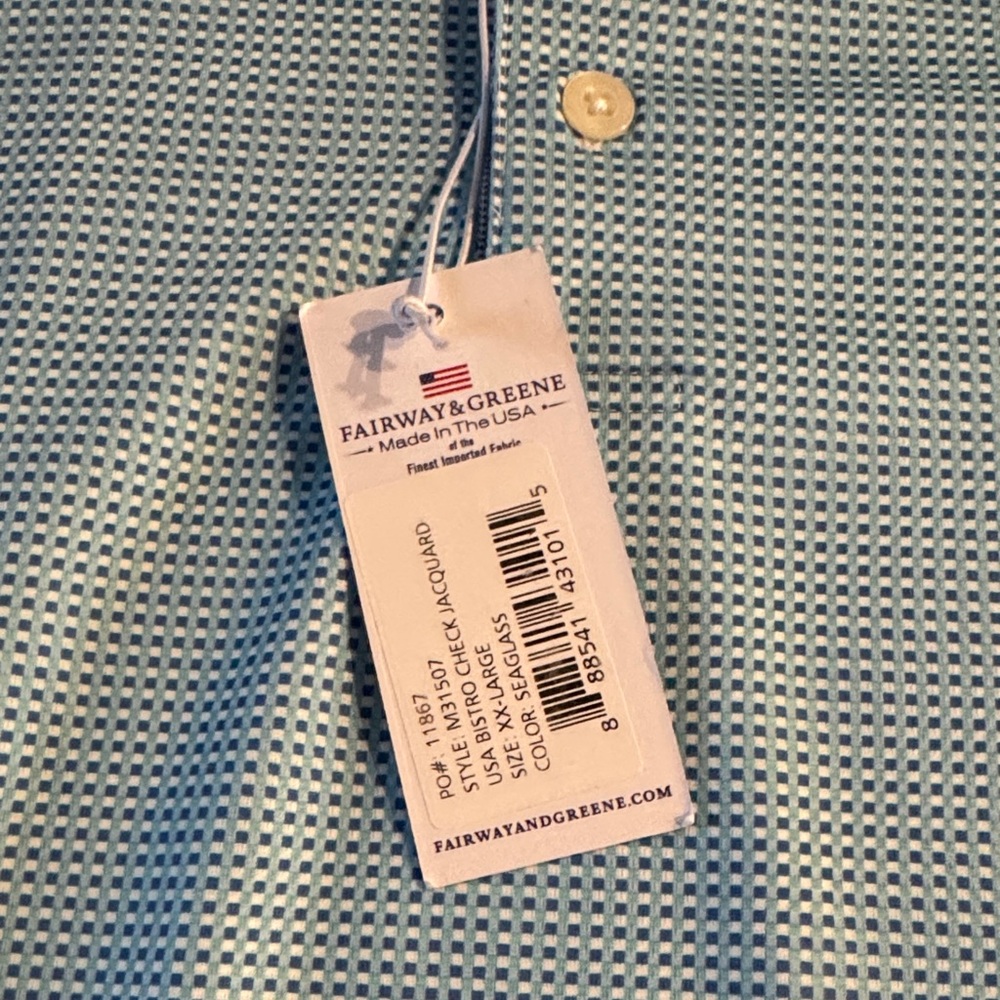 FAIRWAY & GREENE
Made In The USA
of the
Finest Imported Fabric
PO#: 11867
STYLE: M31507
USA BISTRO CHECK JACQUARD
SIZE: XX-LARGE
COLOR: SEAGLASS
8 88541 43101 5
FAIRWAYANDGREENE.COM